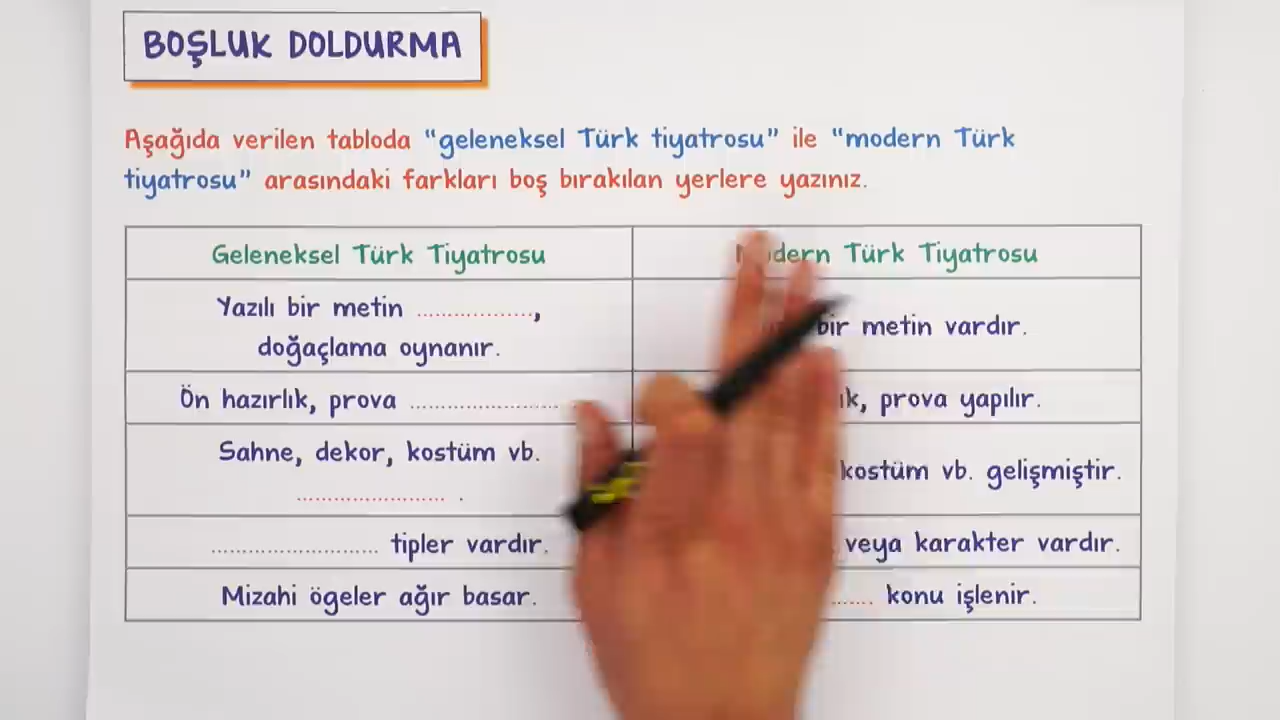 BOŞLUK DOLDURMA
Aşağıda verilen tabloda "geleneksel Türk tiyatrosu" ile "modern Türk
tiyatrosu" arasındaki farkları boş bırakılan yerlere yazınız.
Geleneksel Türk Tiyatrosu
Modern Türk Tiyatrosu
Yazılı bir metin ................,
doğaçlama oynanır.
bir metin vardır.
Ön hazırlık, prova ....................
prova yapılır.
Sahne, dekor, kostüm vb.
.................... .
kostüm vb. gelişmiştir.
....................... tipler vardır.
veya karakter vardır.
Mizahi ögeler ağır basar.
...... konu işlenir.